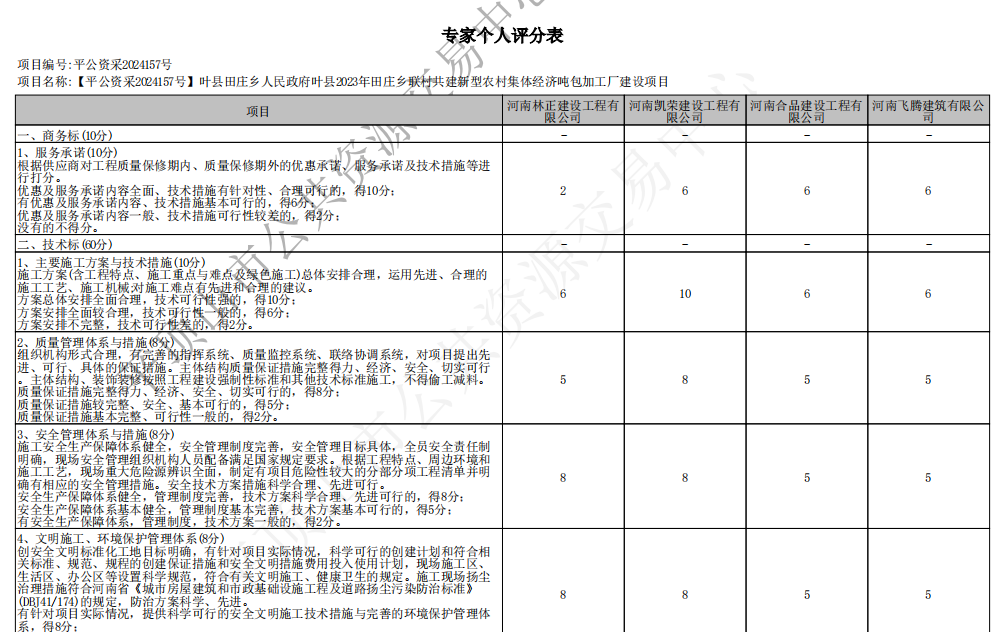 专家个人评分表
项目编号:平公资采2024157号
项目名称:【平公资采2024157号】叶县田庄乡人民政府叶县2023年田庄乡联村共建新型农村集体经济吨包加工厂建设项目
项目 河南林正建设工程有限公司 河南凯荣建设工程有限公司 河南合品建设工程有限公司 河南飞腾建筑有限公司
一、商务标(10分) - - - -
1、服务承诺(10分)
根据供应商对工程质量保修期内、质量保修期外的优惠承诺、服务承诺及技术措施等进
行打分。
优惠及服务承诺内容全面、技术措施有针对性、合理可行的，得10分； 2 6 6 6
有优惠及服务承诺内容、技术措施基本可行的，得6分；
优惠及服务承诺内容一般、技术措施可行性较差的，得2分；
没有的不得分。
二、技术标(60分) - - - -
1、主要施工方案与技术措施(10分)
施工方案(含工程特点、施工重点与难点及绿色施工)总体安排合理，运用先进、合理的
施工工艺、施工机械;对施工难点有先进和合理的建议。
方案总体安排全面合理，技术可行性强的，得10分； 6 10 6 6
方案安排全面较合理，技术可行性一般的，得6分；
方案安排不完整，技术可行性差的，得2分。
2、质量管理体系与措施(8分)
组织机构形式合理，有完善的指挥系统、质量监控系统、联络协调系统，对项目提出先
进、可行、具体的保证措施。主体结构质量保证措施完整得力、经济、安全、切实可行
。主体结构、装饰装修按照工程建设强制性标准和其他技术标准施工，不得偷工减料。 5 8 5 5
质量保证措施完整得力、经济、安全、切实可行的，得8分；
质量保证措施较完整、安全、基本可行的，得5分；
质量保证措施基本完整、可行性一般的，得2分。
3、安全管理体系与措施(8分)
施工安全生产保障体系健全，安全管理制度完善，安全管理目标具体，全员安全责任制
明确，现场安全管理组织机构人员配备满足国家规定要求。根据工程特点、周边环境和
施工工艺，现场重大危险源辨识全面，制定有项目危险性较大的分部分项工程清单并明
确有相应的安全管理措施。安全技术方案措施科学合理、先进可行。 8 8 5 5
安全生产保障体系健全，管理制度完善，技术方案科学合理、先进可行的，得8分；
安全生产保障体系基本健全，管理制度基本完善，技术方案基本可行的，得5分；
有安全生产保障体系，管理制度，技术方案一般的，得2分。
4、文明施工、环境保护管理体系(8分)
创安全文明标准化工地目标明确，有针对项目实际情况，科学可行的创建计划和符合相
关标准、规范、规程的创建保证措施和安全文明措施费用投入使用计划，现场施工区、
生活区、办公区等设置科学规范，符合有关文明施工、健康卫生的规定。施工现场扬尘
治理措施符合河南省《城市房屋建筑和市政基础设施工程及道路扬尘污染防治标准》 8 8 5 5
(DBJ41/174)的规定，防治方案科学、先进。
有针对项目实际情况，提供科学可行的安全文明施工技术措施与完善的环境保护管理体
系，得8分；